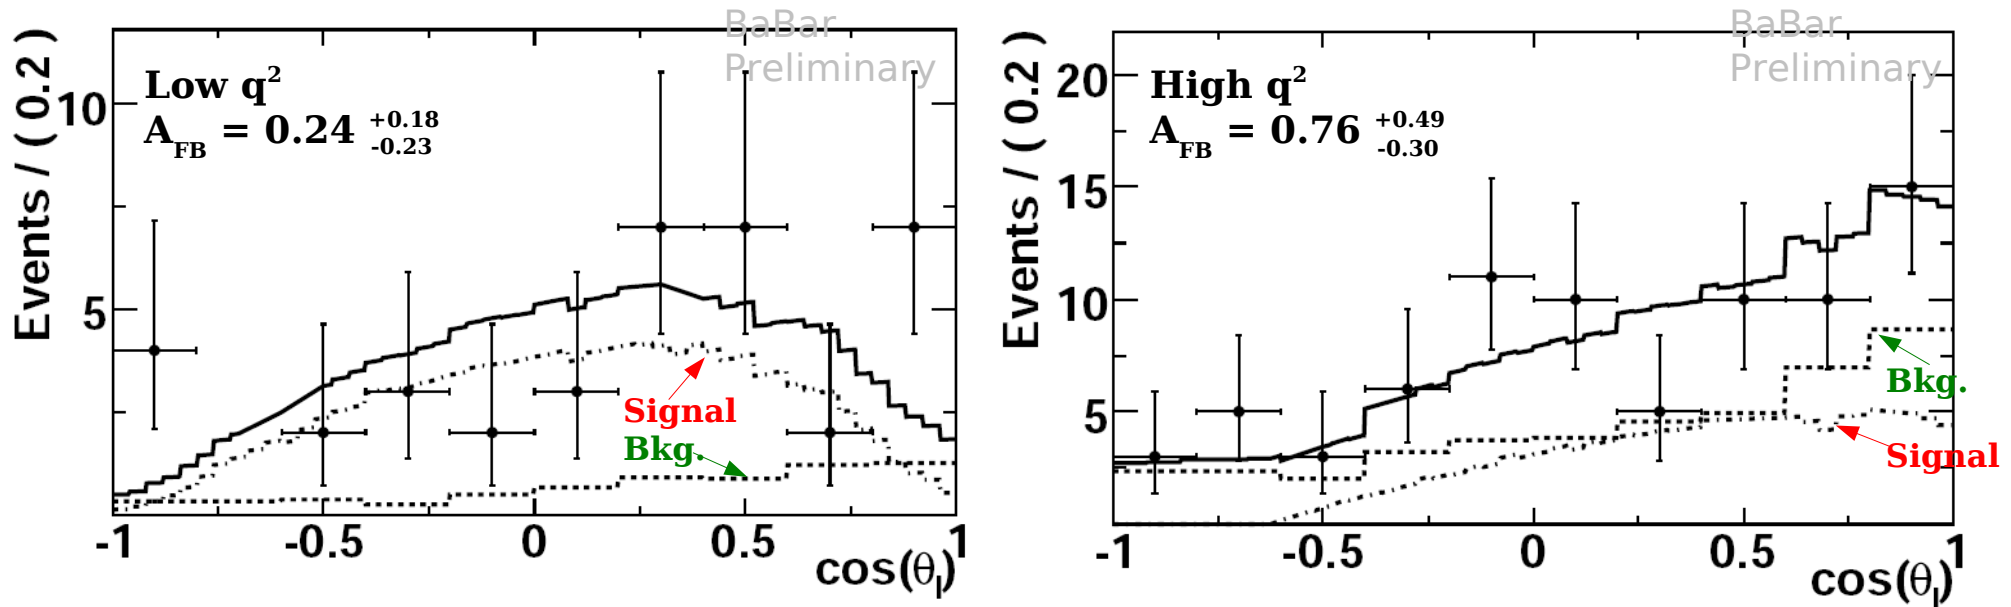 BaBar
Preliminary
Low q²
A_FB = 0.24 +0.18 -0.23
Events / ( 0.2 )
10
5
Signal
Bkg.
-1 -0.5 0 0.5 1
cos(θ_l)
BaBar
Preliminary
High q²
A_FB = 0.76 +0.49 -0.30
Events / ( 0.2 )
20
15
10
5
Bkg.
Signal
-1 -0.5 0 0.5 1
cos(θ_l)